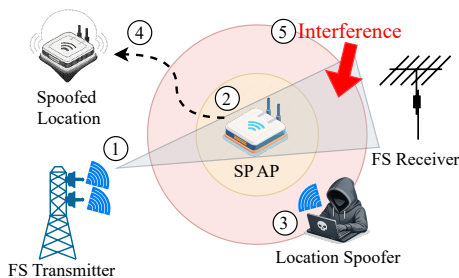 ④
⑤ Interference
Spoofed
Location
②
①
SP AP
FS Receiver
③
FS Transmitter
Location Spoofer